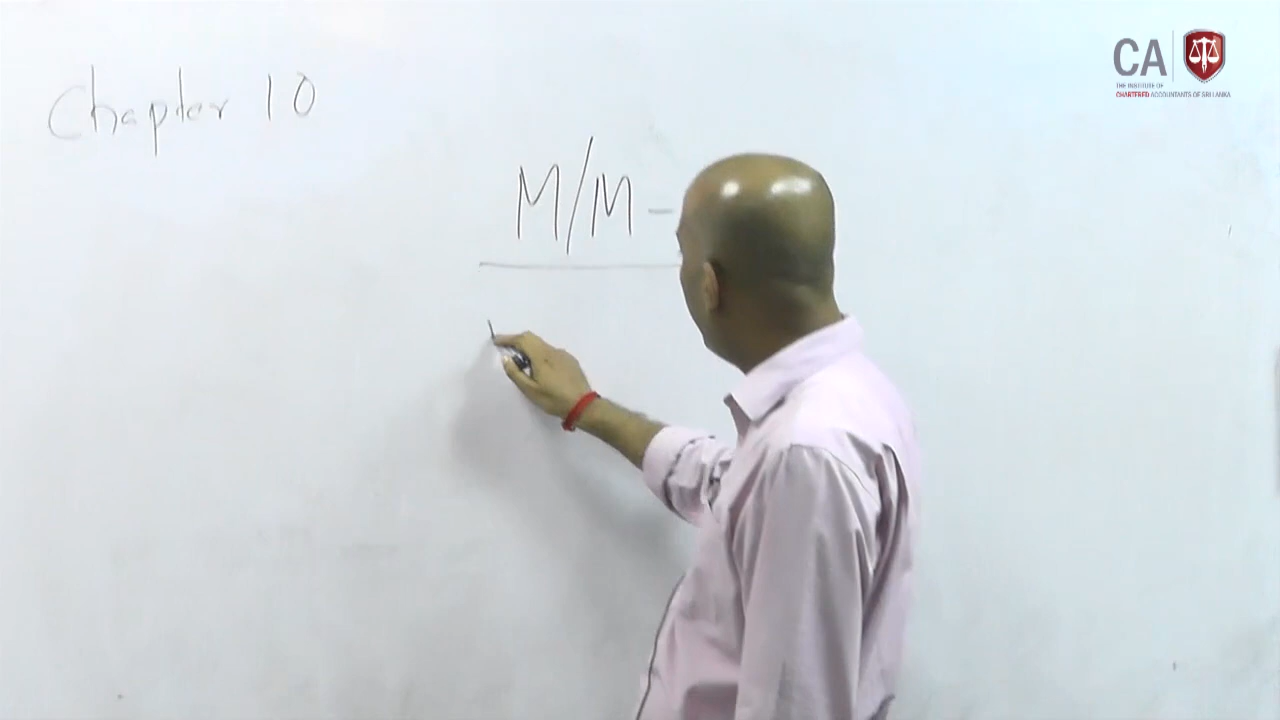 CA
THE INSTITUTE OF
CHARTERED ACCOUNTANTS OF SRI LANKA
Chapter 10
M/M -